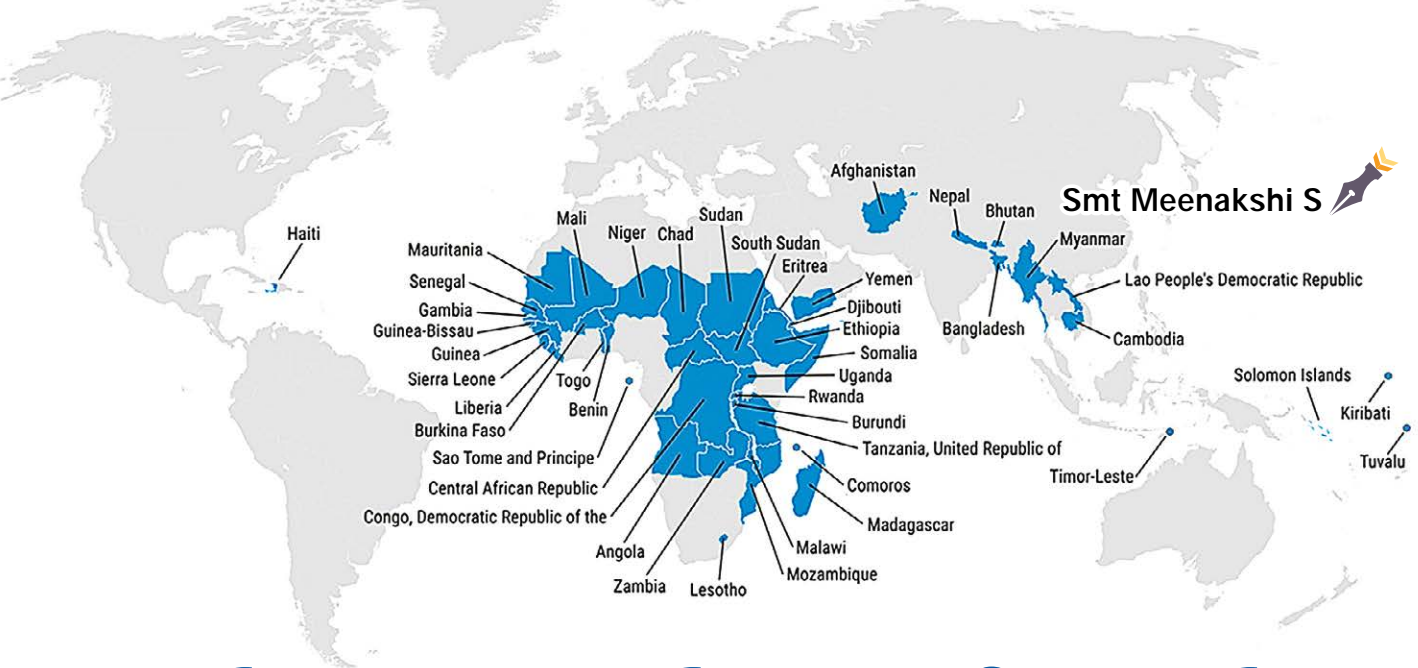 Afghanistan
Nepal
Bhutan
Smt Meenakshi S
Myanmar
Lao People's Democratic Republic
Bangladesh
Cambodia
Haiti
Mali
Niger
Chad
Sudan
South Sudan
Eritrea
Yemen
Djibouti
Ethiopia
Somalia
Uganda
Rwanda
Burundi
Tanzania, United Republic of
Comoros
Madagascar
Malawi
Mozambique
Mauritania
Senegal
Gambia
Guinea-Bissau
Guinea
Sierra Leone
Liberia
Burkina Faso
Togo
Benin
Sao Tome and Principe
Central African Republic
Congo, Democratic Republic of the
Angola
Zambia
Lesotho
Solomon Islands
Kiribati
Tuvalu
Timor-Leste